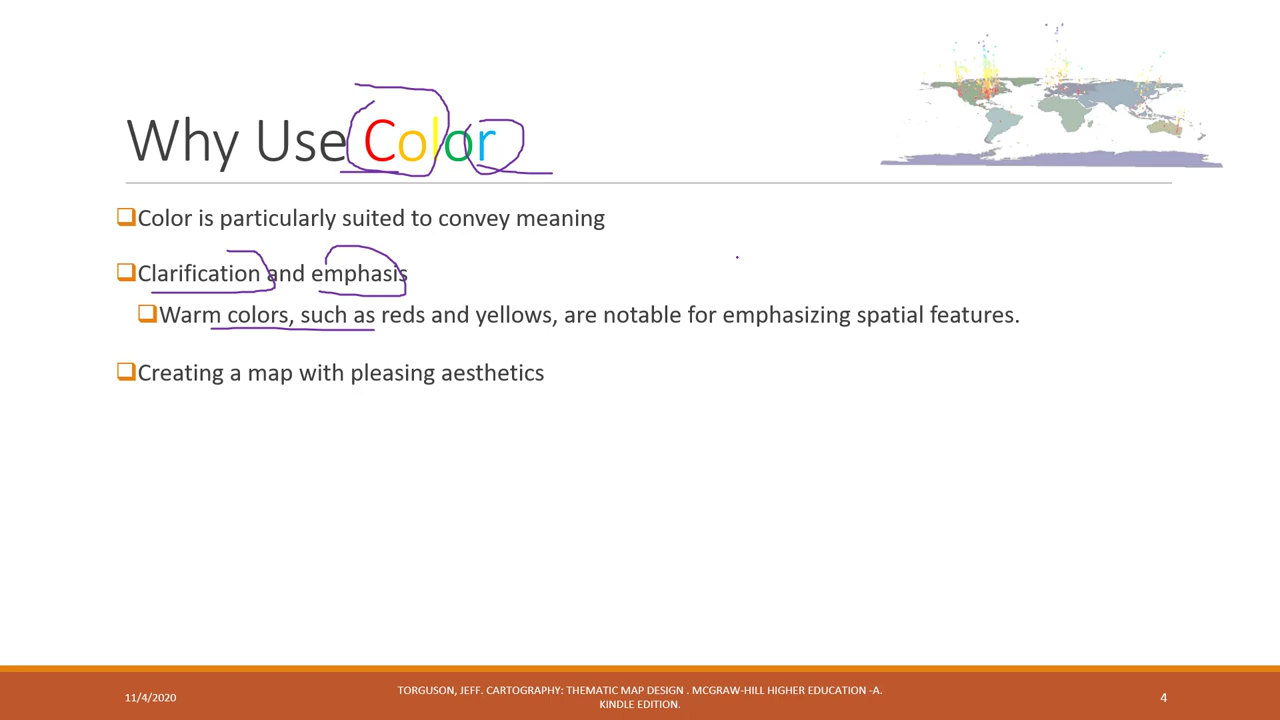 Why Use Color
Color is particularly suited to convey meaning
Clarification and emphasis
Warm colors, such as reds and yellows, are notable for emphasizing spatial features.
Creating a map with pleasing aesthetics
11/4/2020
TORGUSON, JEFF. CARTOGRAPHY: THEMATIC MAP DESIGN . MCGRAW-HILL HIGHER EDUCATION -A.
KINDLE EDITION.
4